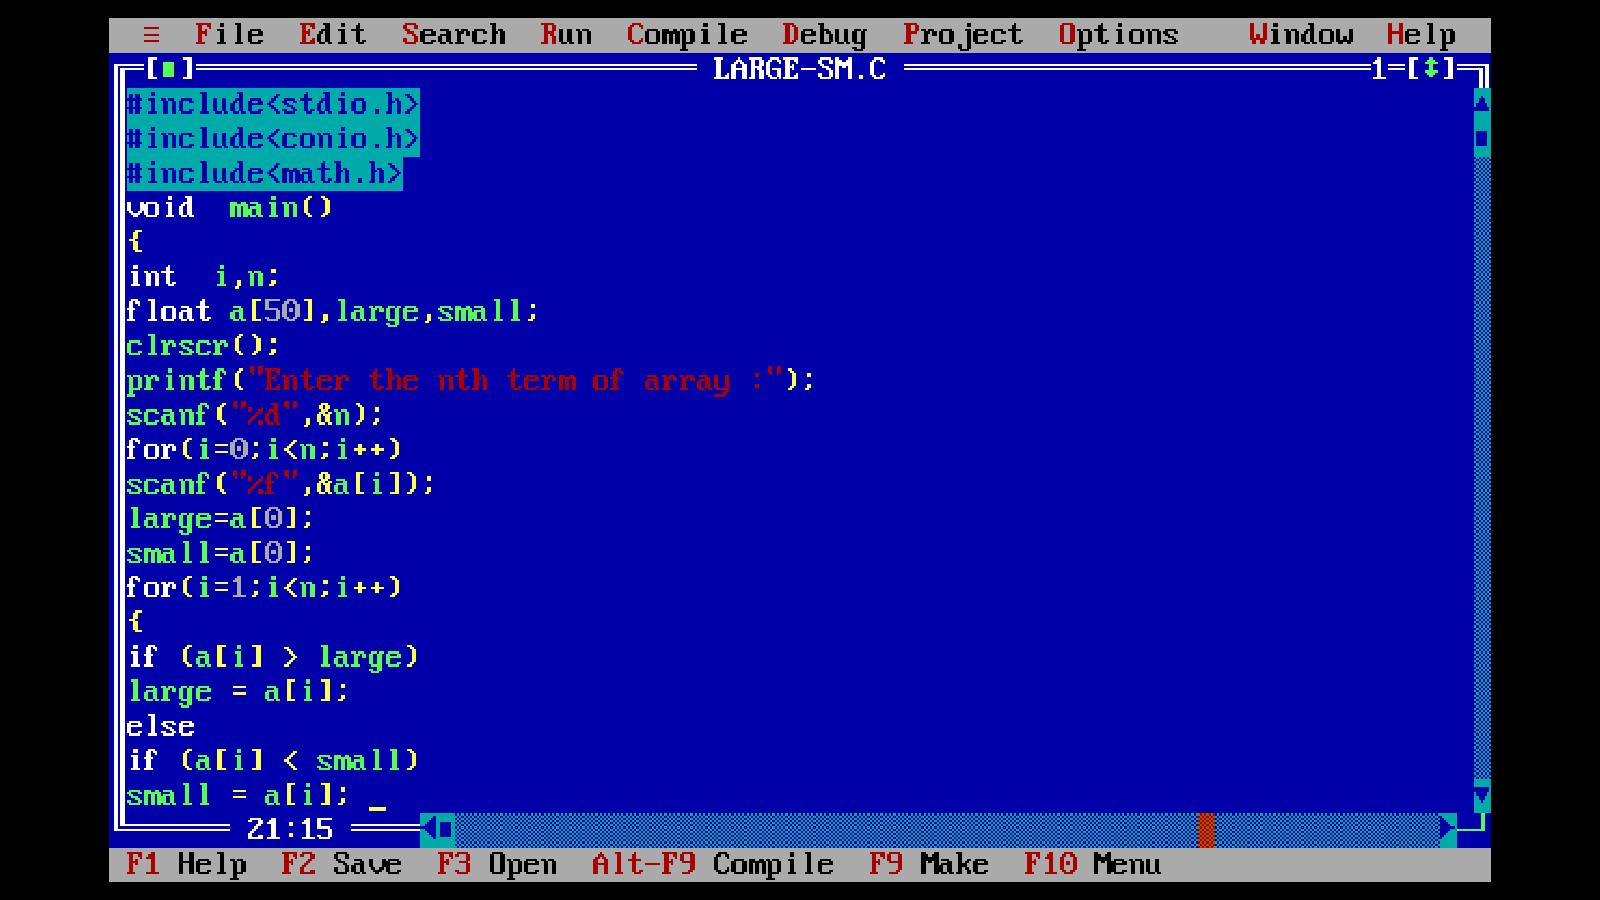 ≡ File Edit Search Run Compile Debug Project Options Window Help
[■] LARGE-SM.C 1=[↕]
#include<stdio.h>
#include<conio.h>
#include<math.h>
void  main()
{
int  i,n;
float a[50],large,small;
clrscr();
printf("Enter the nth term of array :");
scanf("%d",&n);
for(i=0;i<n;i++)
scanf("%f",&a[i]);
large=a[0];
small=a[0];
for(i=1;i<n;i++)
{
if (a[i] > large)
large = a[i];
else
if (a[i] < small)
small = a[i]; _
21:15
F1 Help F2 Save F3 Open Alt-F9 Compile F9 Make F10 Menu